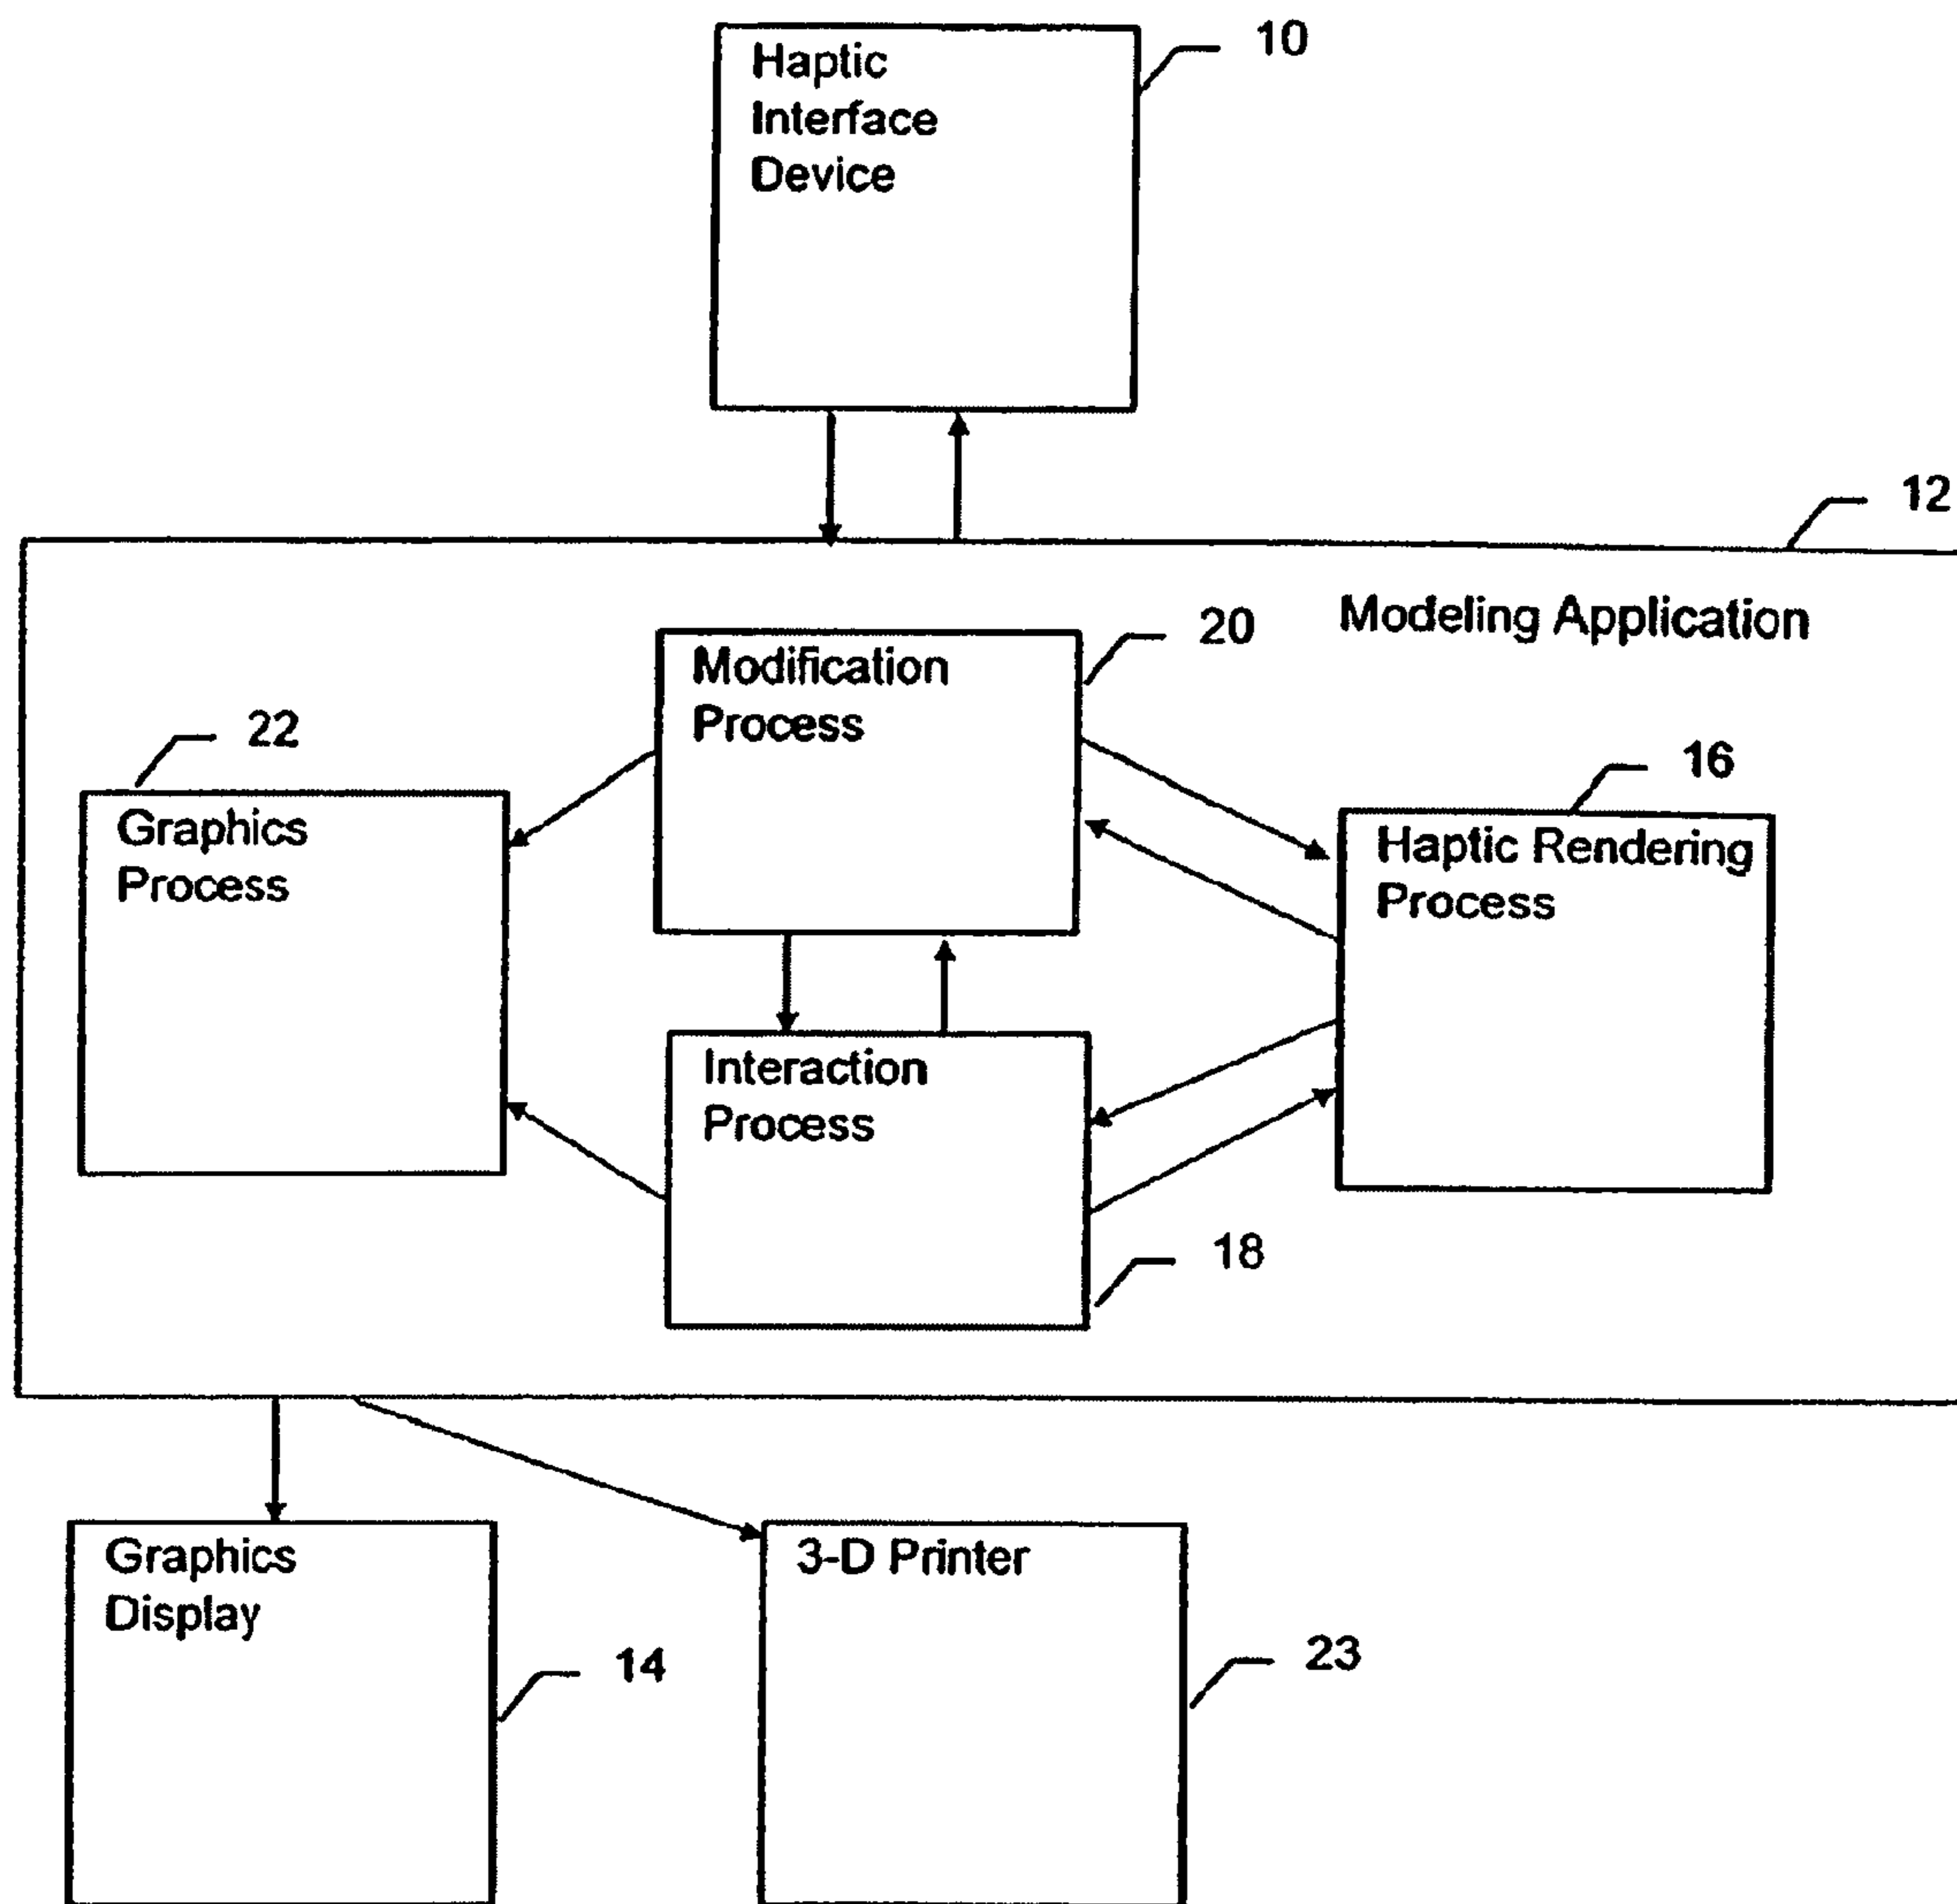 Haptic
Interface
Device
10
12
Modeling Application
20
Modification
Process
22
Graphics
Process
16
Haptic Rendering
Process
Interaction
Process
18
Graphics
Display
14
3-D Printer
23